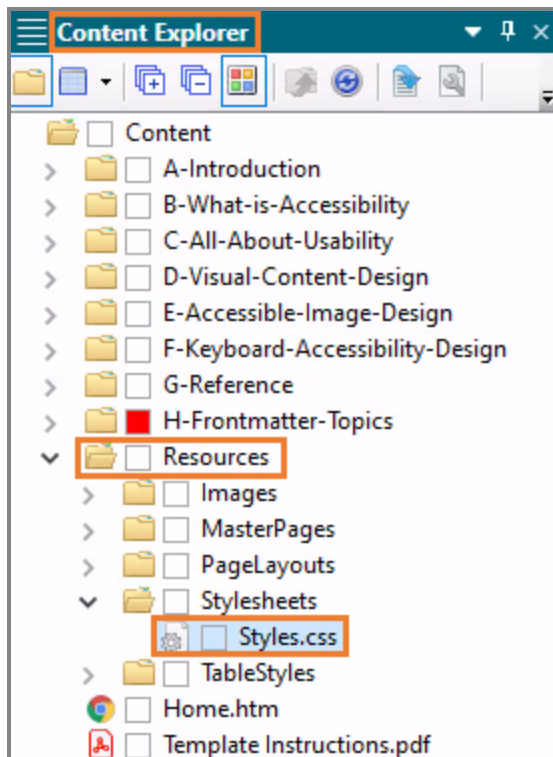 Content Explorer
Content
A-Introduction
B-What-is-Accessibility
C-All-About-Usability
D-Visual-Content-Design
E-Accessible-Image-Design
F-Keyboard-Accessibility-Design
G-Reference
H-Frontmatter-Topics
Resources
Images
MasterPages
PageLayouts
Stylesheets
Styles.css
TableStyles
Home.htm
Template Instructions.pdf